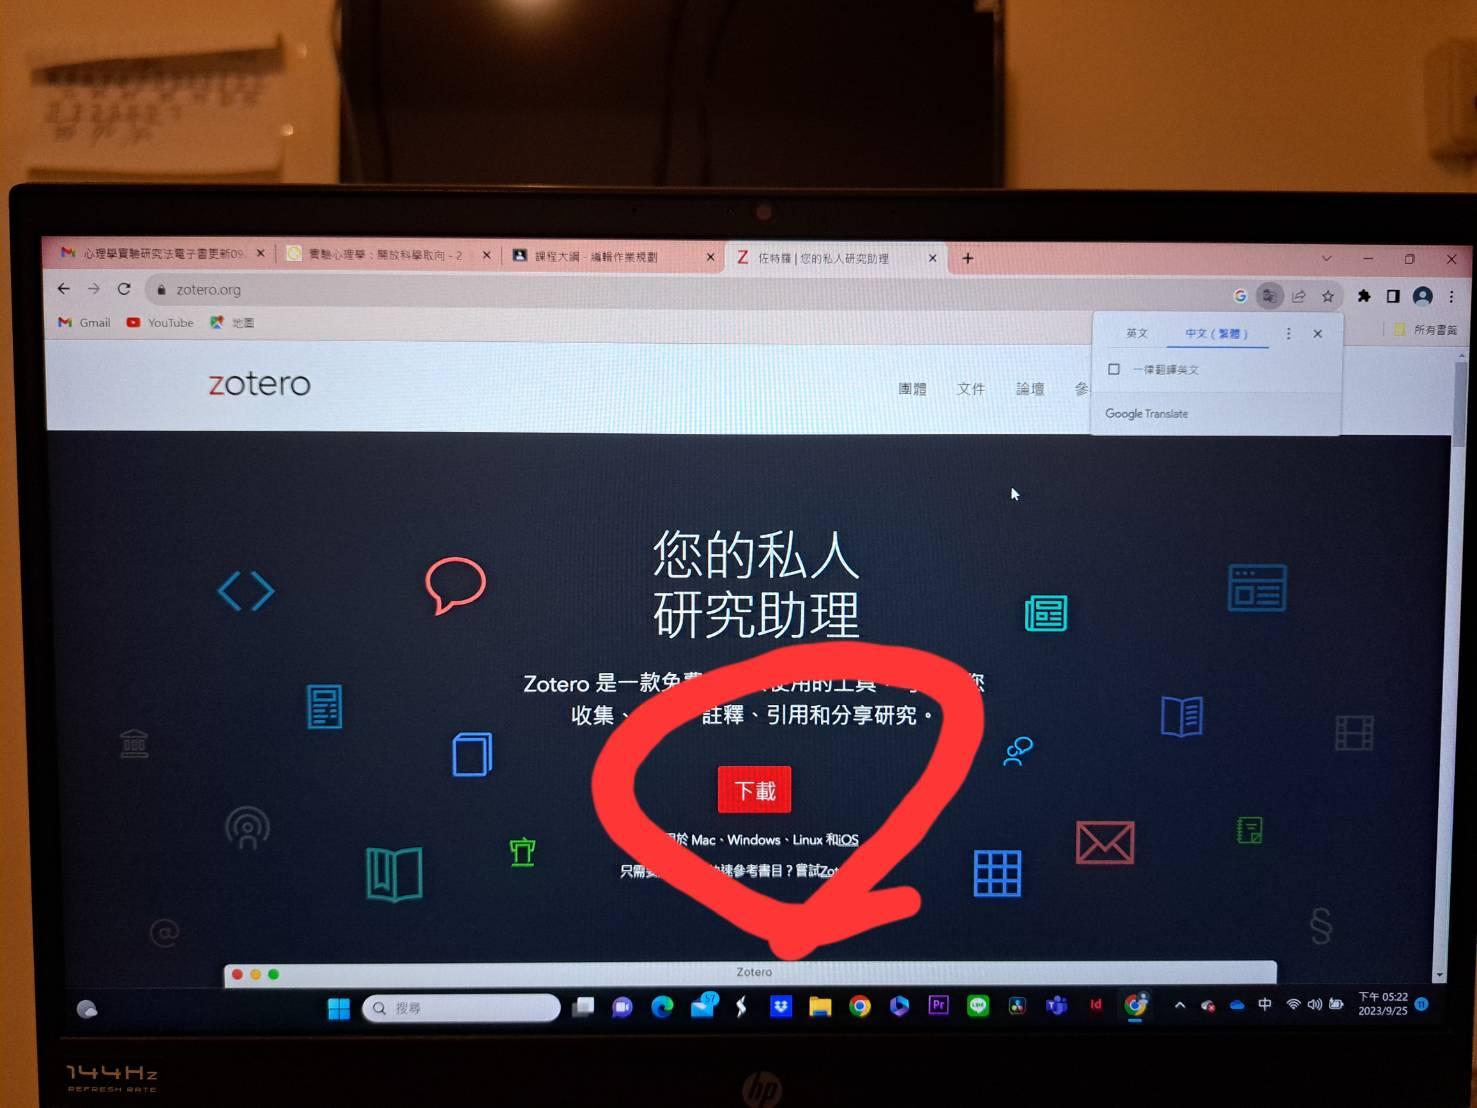 心理學實驗研究法電子書更新09.
實驗心理學：開放科學取向 - 2
課程大綱 - 編輯作業規劃
佐特羅 | 您的私人研究助理
zotero.org
Gmail
YouTube
地圖
所有書籤
英文
中文（繁體）
一律翻譯英文
Google Translate
zotero
團體
文件
論壇
參
您的私人
研究助理
Zotero 是一款免 使用的工具， 您
收集、 註釋、引用和分享研究。
下載
於 Mac、Windows、Linux 和iOS
只需 速參考書目？嘗試Zot
Zotero
搜尋
57
Pr
LINE
Id
中
下午 05:22
2023/9/25
11
144Hz
REFRESH RATE
hp